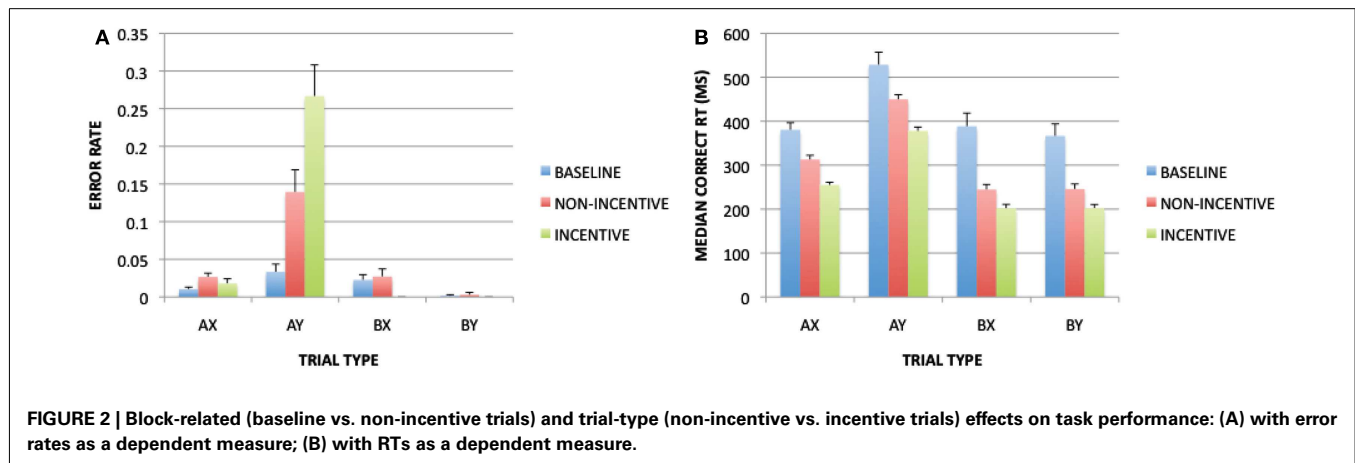 A
0.35
0.3
0.25
0.2
0.15
0.1
0.05
0
ERROR RATE
AX AY BX BY
TRIAL TYPE
BASELINE
NON-INCENTIVE
INCENTIVE
B
600
500
400
300
200
100
0
MEDIAN CORRECT RT (MS)
AX AY BX BY
TRIAL TYPE
BASELINE
NON-INCENTIVE
INCENTIVE
FIGURE 2 | Block-related (baseline vs. non-incentive trials) and trial-type (non-incentive vs. incentive trials) effects on task performance: (A) with error
rates as a dependent measure; (B) with RTs as a dependent measure.